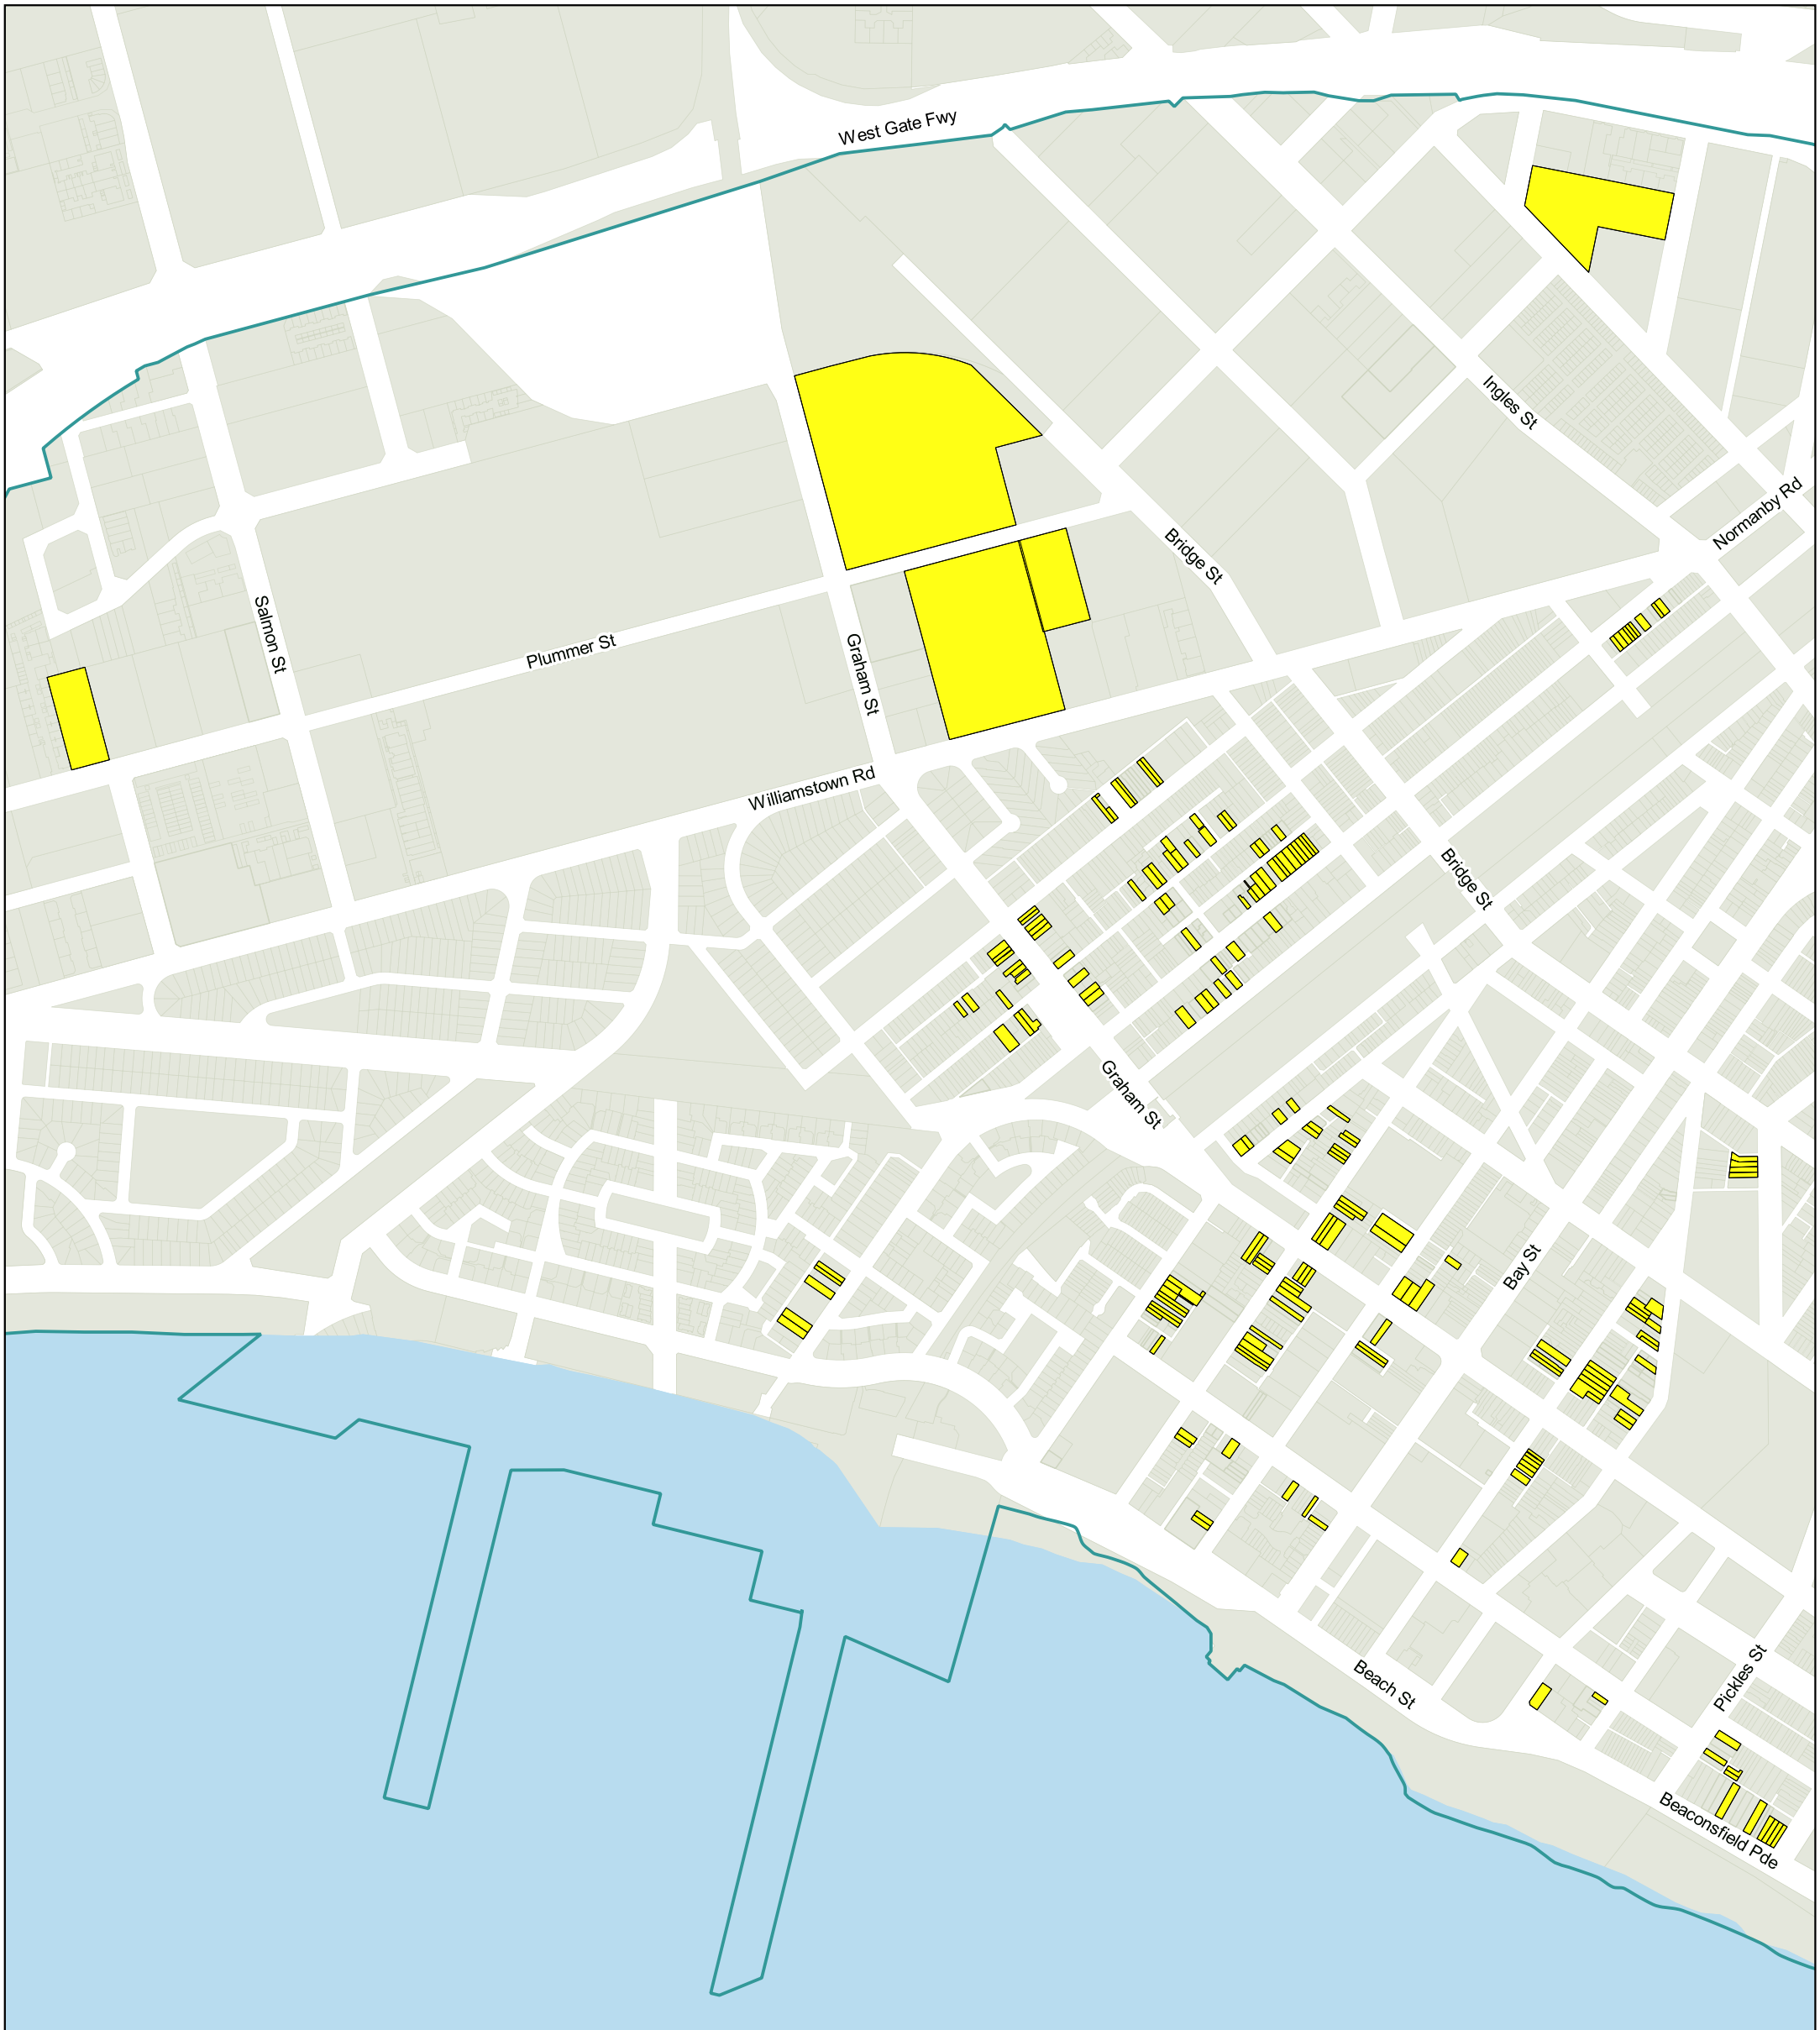 West Gate Fwy
Ingles St
Normanby Rd
Bridge St
Salmon St
Plummer St
Graham St
Williamstown Rd
Bridge St
Graham St
Bay St
Pickles St
Beach St
Beaconsfield Pde